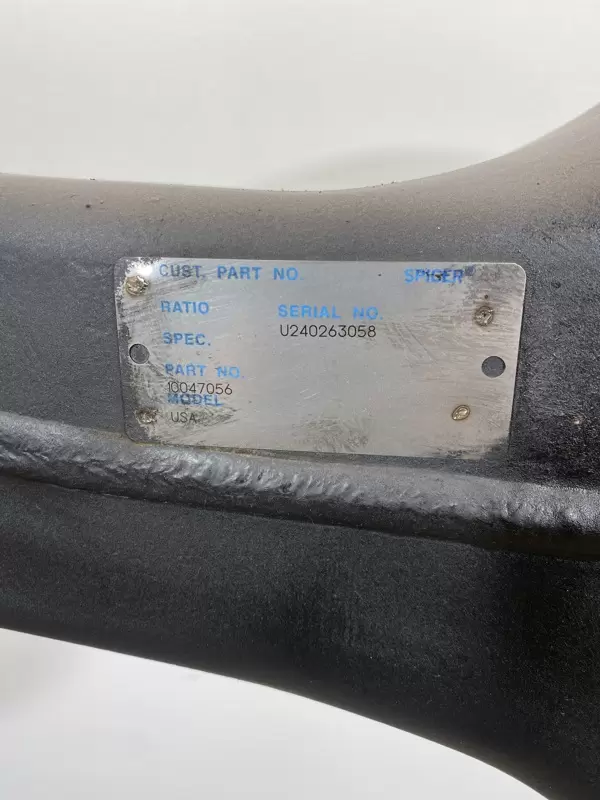 CUST. PART NO. SPICER®
RATIO SERIAL NO.
U240263058
SPEC.
PART NO.
10047056
MODEL
USA